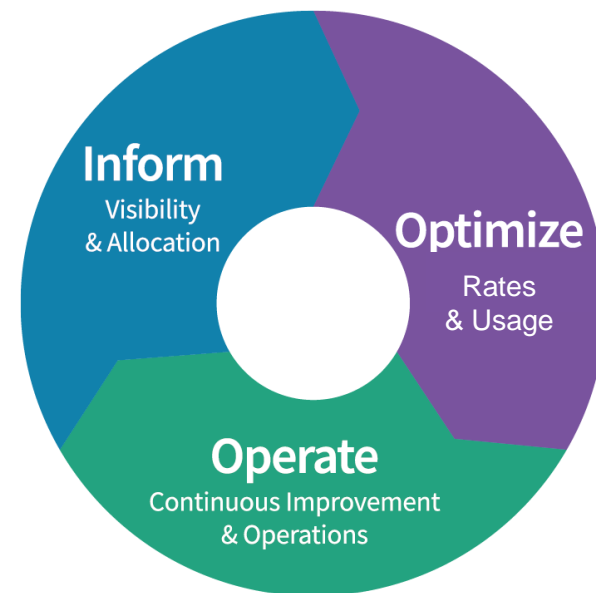 Inform
Visibility
& Allocation
Optimize
Rates
& Usage
Operate
Continuous Improvement
& Operations